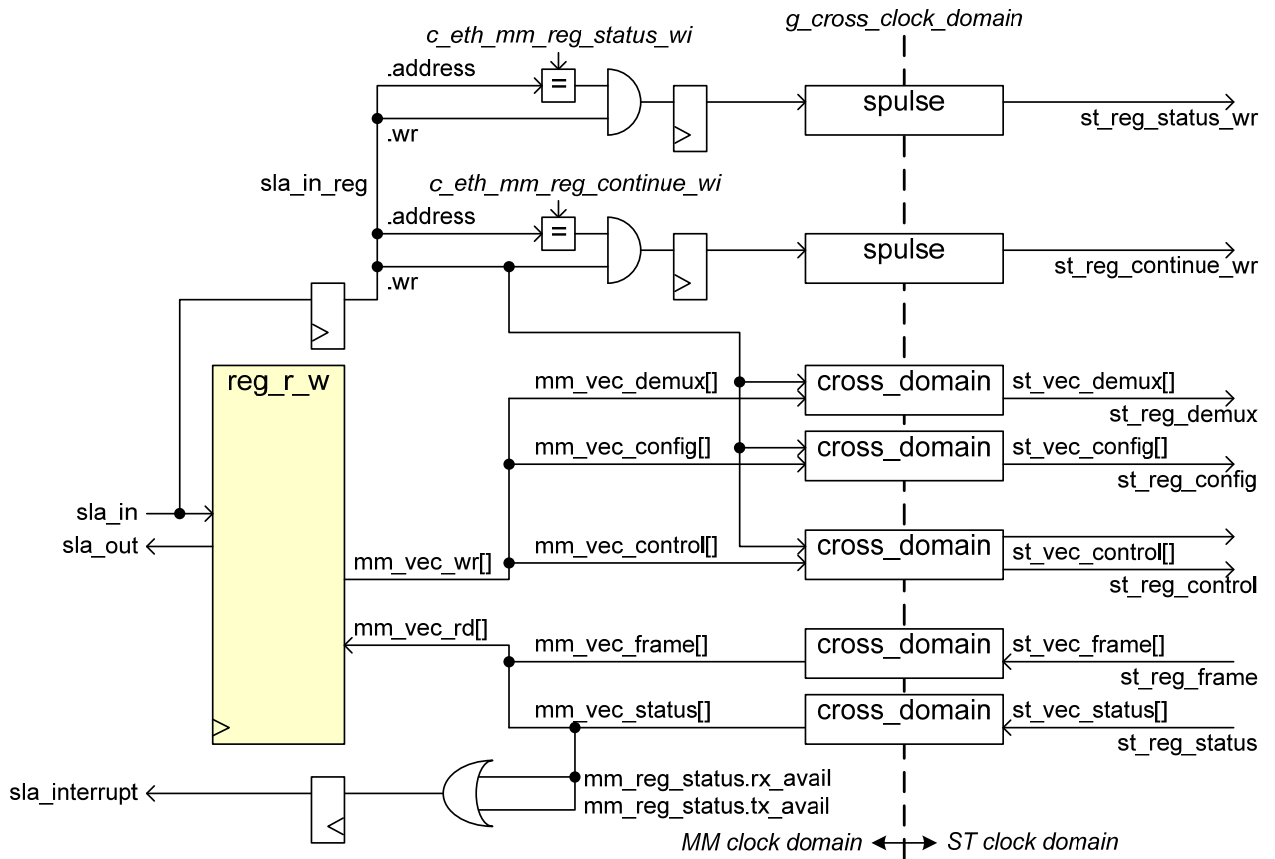 g_cross_clock_domain
c_eth_mm_reg_status_wi
.address
=
spulse
st_reg_status_wr
.wr
sla_in_reg
c_eth_mm_reg_continue_wi
.address
=
spulse
st_reg_continue_wr
.wr
reg_r_w
mm_vec_demux[]
cross_domain
st_vec_demux[]
st_reg_demux
mm_vec_config[]
cross_domain
st_vec_config[]
st_reg_config
sla_in
sla_out
mm_vec_wr[]
mm_vec_control[]
cross_domain
st_vec_control[]
st_reg_control
mm_vec_rd[]
mm_vec_frame[]
cross_domain
st_vec_frame[]
st_reg_frame
mm_vec_status[]
cross_domain
st_vec_status[]
st_reg_status
sla_interrupt
mm_reg_status.rx_avail
mm_reg_status.tx_avail
MM clock domain
ST clock domain